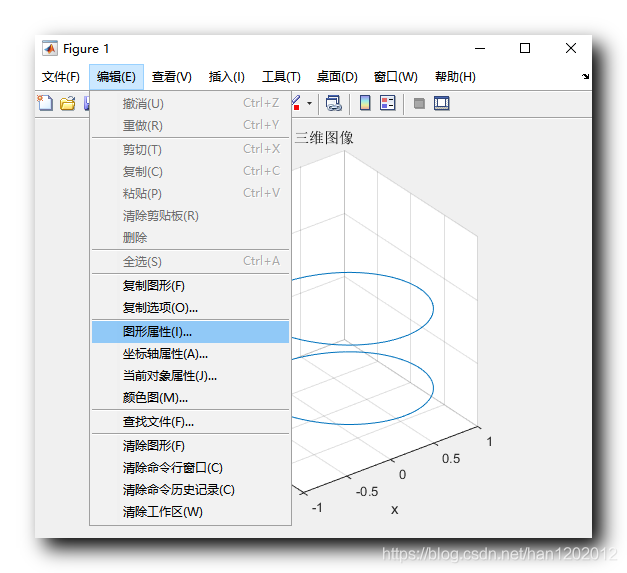 Figure 1
文件(F) 编辑(E) 查看(V) 插入(I) 工具(T) 桌面(D) 窗口(W) 帮助(H)
撤消(U) Ctrl+Z
重做(R) Ctrl+Y
剪切(T) Ctrl+X
复制(C) Ctrl+C
粘贴(P) Ctrl+V
清除剪贴板(R)
删除
全选(S) Ctrl+A
复制图形(F)
复制选项(O)...
图形属性(I)...
坐标轴属性(A)...
当前对象属性(J)...
颜色图(M)...
查找文件(F)...
清除图形(F)
清除命令行窗口(C)
清除命令历史记录(C)
清除工作区(W)
三维图像
1
0.5
0
-0.5
-1
x
https://blog.csdn.net/han1202012